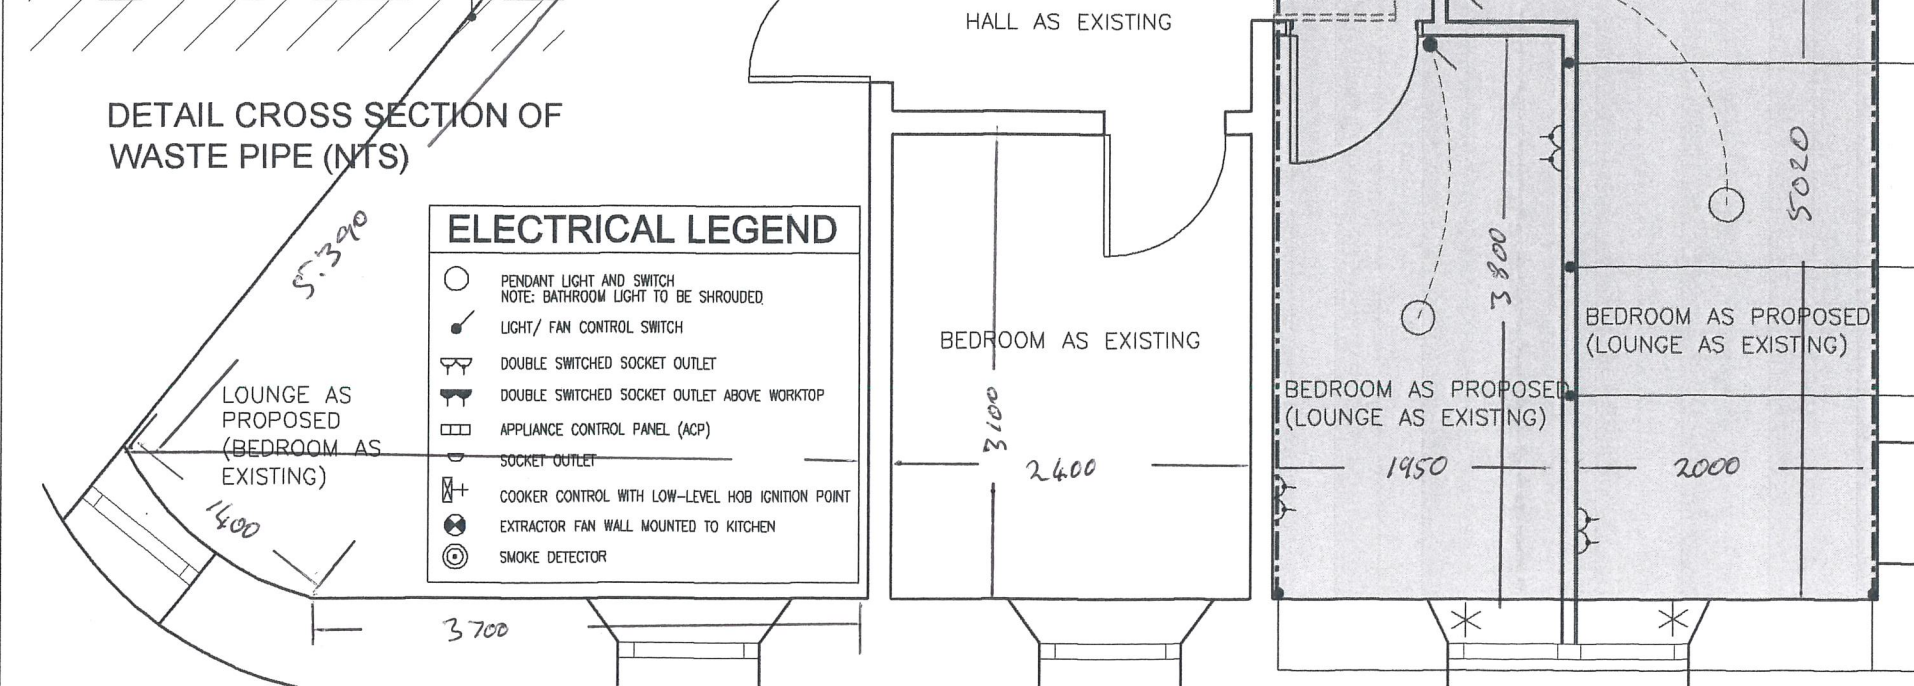 HALL AS EXISTING
DETAIL CROSS SECTION OF
WASTE PIPE (NTS)
5.390
ELECTRICAL LEGEND
PENDANT LIGHT AND SWITCH
NOTE: BATHROOM LIGHT TO BE SHROUDED
LIGHT/ FAN CONTROL SWITCH
DOUBLE SWITCHED SOCKET OUTLET
DOUBLE SWITCHED SOCKET OUTLET ABOVE WORKTOP
APPLIANCE CONTROL PANEL (ACP)
SOCKET OUTLET
COOKER CONTROL WITH LOW-LEVEL HOB IGNITION POINT
EXTRACTOR FAN WALL MOUNTED TO KITCHEN
SMOKE DETECTOR
LOUNGE AS
PROPOSED
(BEDROOM AS
EXISTING)
1400
3700
BEDROOM AS EXISTING
3100
2400
3800
BEDROOM AS PROPOSED
(LOUNGE AS EXISTING)
1950
5020
BEDROOM AS PROPOSED
(LOUNGE AS EXISTING)
2000